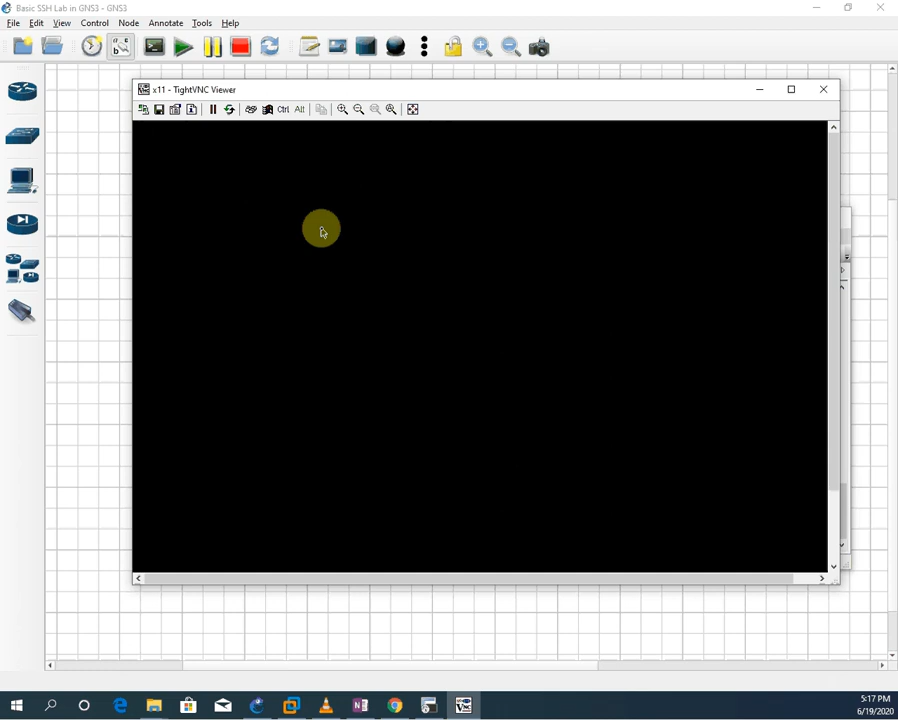 Basic SSH Lab in GNS3 - GNS3
File Edit View Control Node Annotate Tools Help
x11 - TightVNC Viewer
Ctrl Alt
5:17 PM
6/19/2020